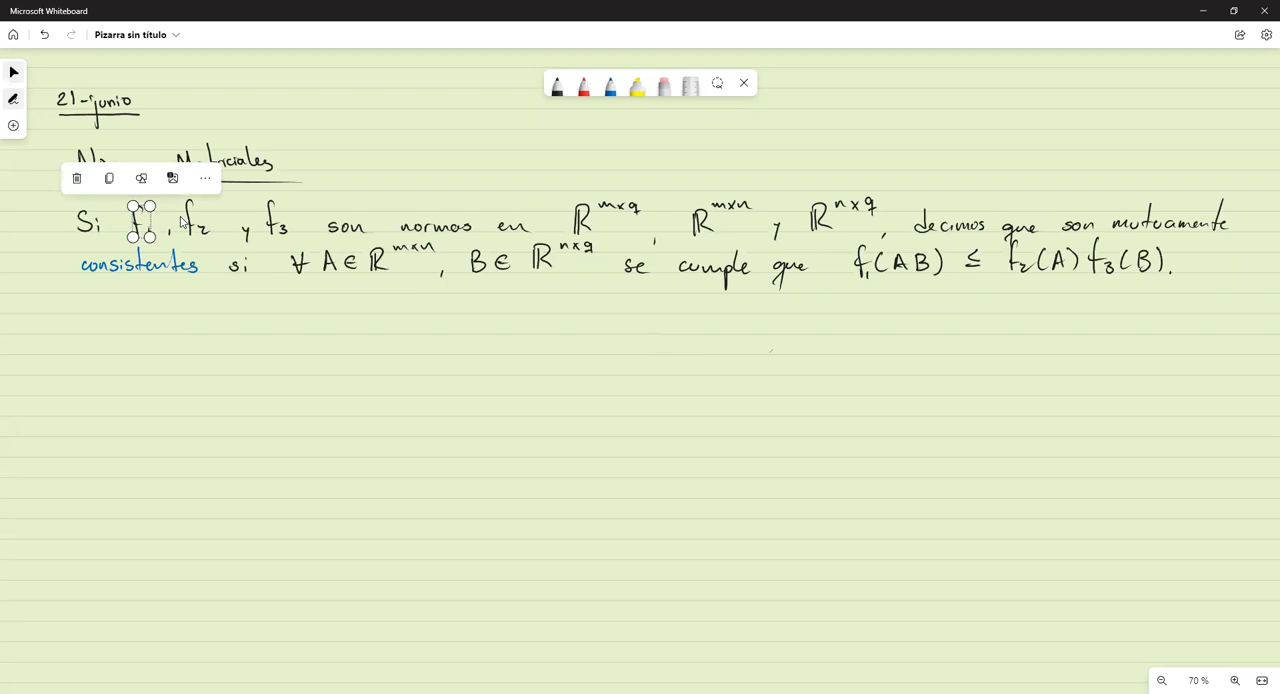 Microsoft Whiteboard
Pizarra sin título
21-junio
Matriciales
Si f₁, f₂ y f₃ son normas en ℝ^{m×q}, ℝ^{m×n} y ℝ^{n×q}, decimos que son mutuamente
consistentes si ∀ A ∈ ℝ^{m×n}, B ∈ ℝ^{n×q} se cumple que f₁(AB) ≤ f₂(A) f₃(B).
70 %